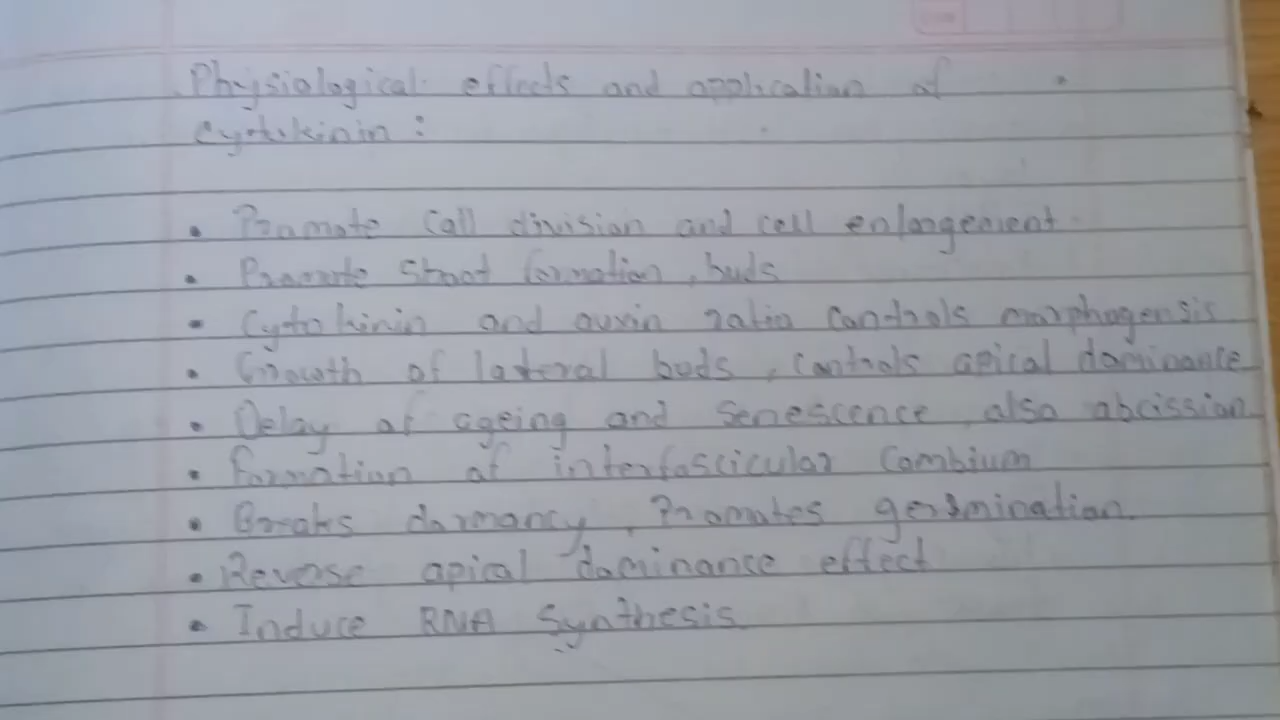 Physiological effects and application of
cytokinin :
• Promote Cell division and cell enlargement
• Promote Shoot formation, buds
• Cytokinin and auxin ratio controls morphogensis
• Growth of lateral buds, controls apical dominance
• Delay of ageing and Senescence, also abcission
• Formation of interfascicular Cambium
• Breaks dormancy, Promotes germination.
• Reverse apical dominance effect
• Induce RNA Synthesis.